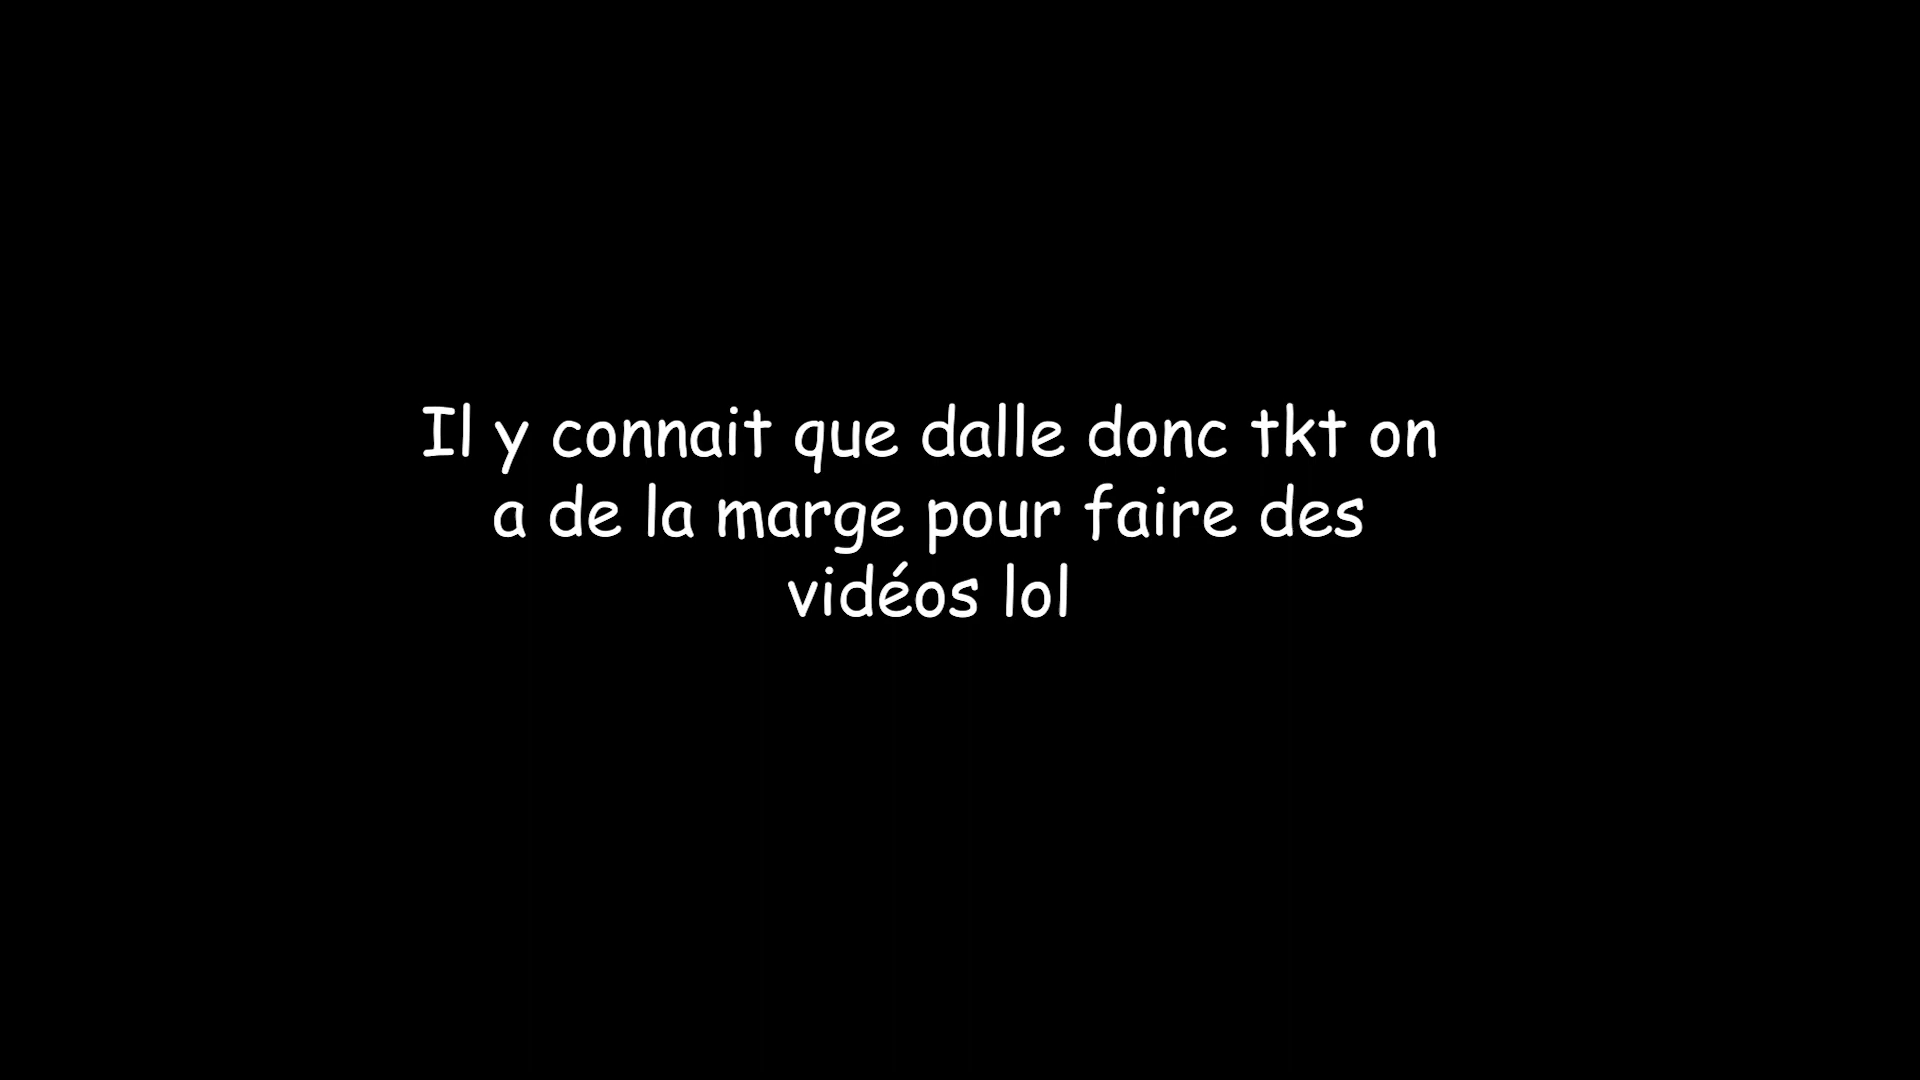 Il y connait que dalle donc tkt on
a de la marge pour faire des
vidéos lol